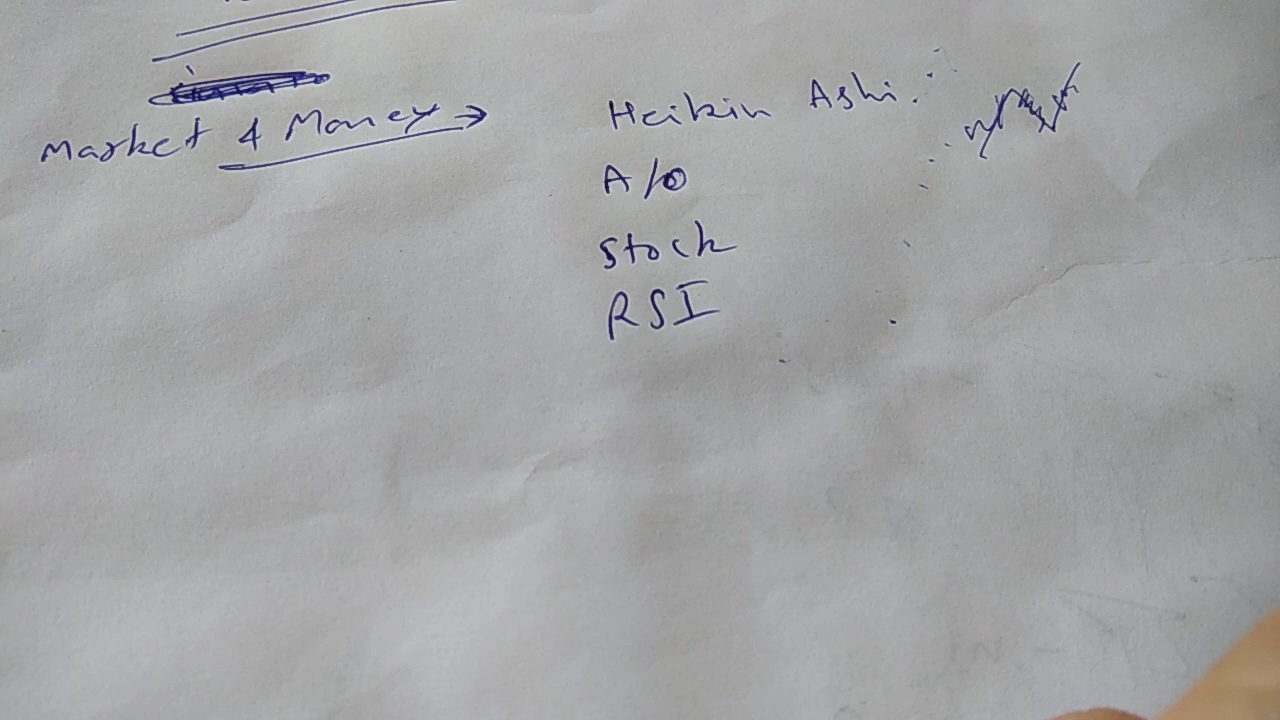 Market 4 Money → Heikin Ashi.
A/O
Stock
RSI